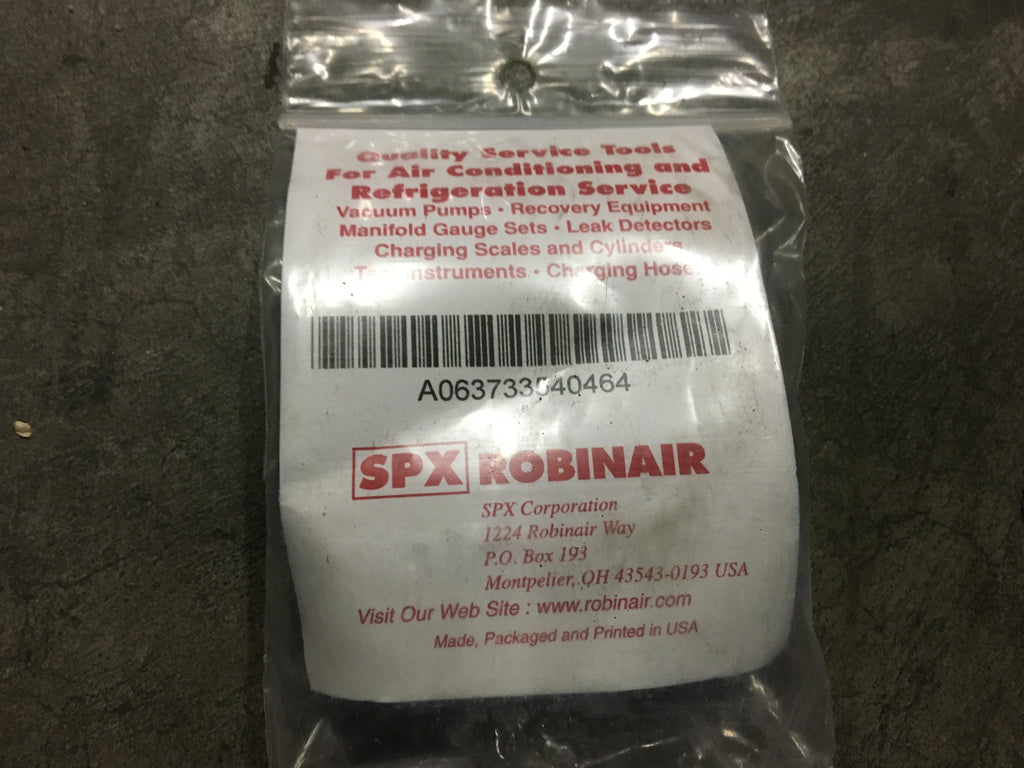 Quality Service Tools
For Air Conditioning and
Refrigeration Service
Vacuum Pumps • Recovery Equipment
Manifold Gauge Sets • Leak Detectors
Charging Scales and Cylinders
Instruments • Charging Hose
A063733540464
SPX ROBINAIR
SPX Corporation
1224 Robinair Way
P.O. Box 193
Montpelier, OH 43543-0193 USA
Visit Our Web Site : www.robinair.com
Made, Packaged and Printed in USA